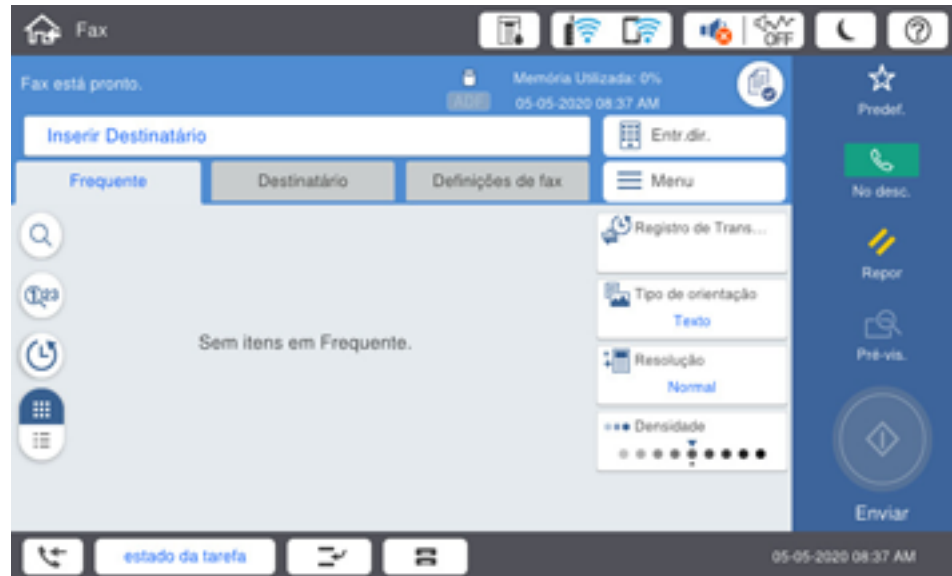 Fax
OFF
Fax está pronto.
ADF
Memória Utilizada: 0%
05-05-2020 08:37 AM
Predef.
Inserir Destinatário
Entr.dir.
Frequente
Destinatário
Definições de fax
Menu
No desc.
Registro de Trans...
Repor
123
Tipo de orientação
Texto
Sem itens em Frequente.
Pré-vis.
Resolução
Normal
Densidade
Enviar
estado da tarefa
05-05-2020 08:37 AM